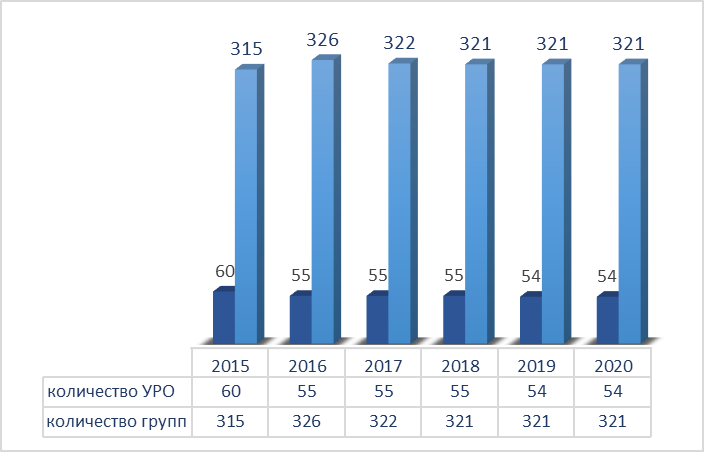 315 326 322 321 321 321
60 55 55 55 54 54
2015 2016 2017 2018 2019 2020
количество УРО 60 55 55 55 54 54
количество групп 315 326 322 321 321 321